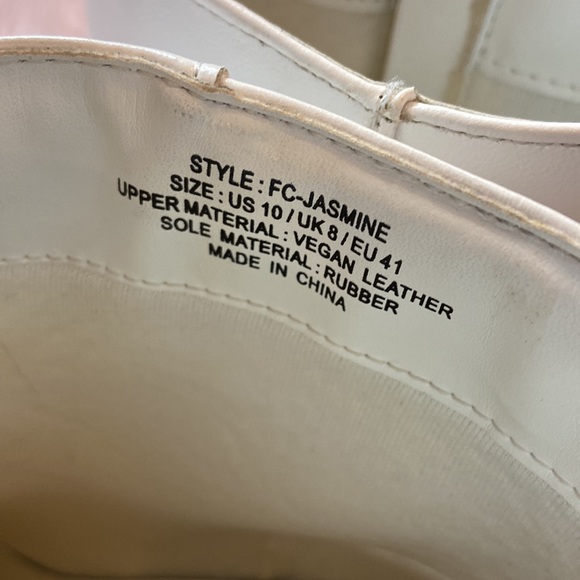 STYLE : FC-JASMINE
SIZE : US 10 / UK 8 / EU 41
UPPER MATERIAL : VEGAN LEATHER
SOLE MATERIAL : RUBBER
MADE IN CHINA